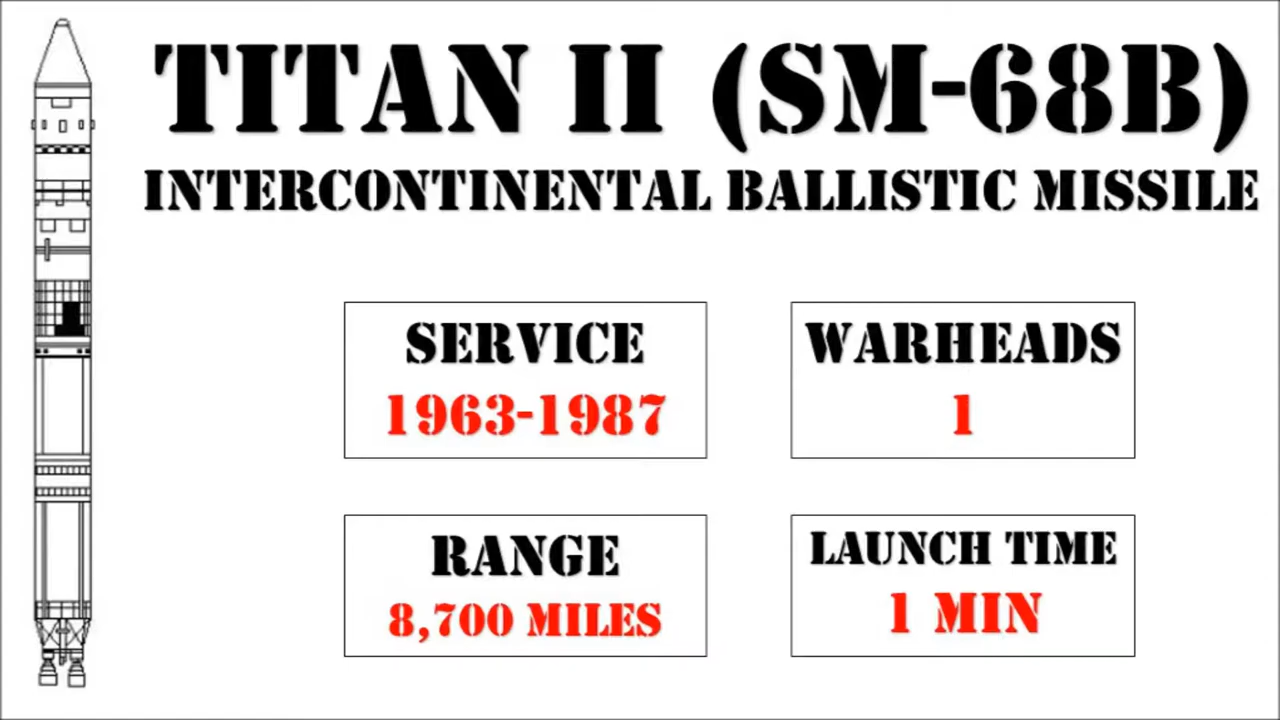 TITAN II (SM-68B)
INTERCONTINENTAL BALLISTIC MISSILE
SERVICE
1963-1987
WARHEADS
1
RANGE
8,700 MILES
LAUNCH TIME
1 MIN